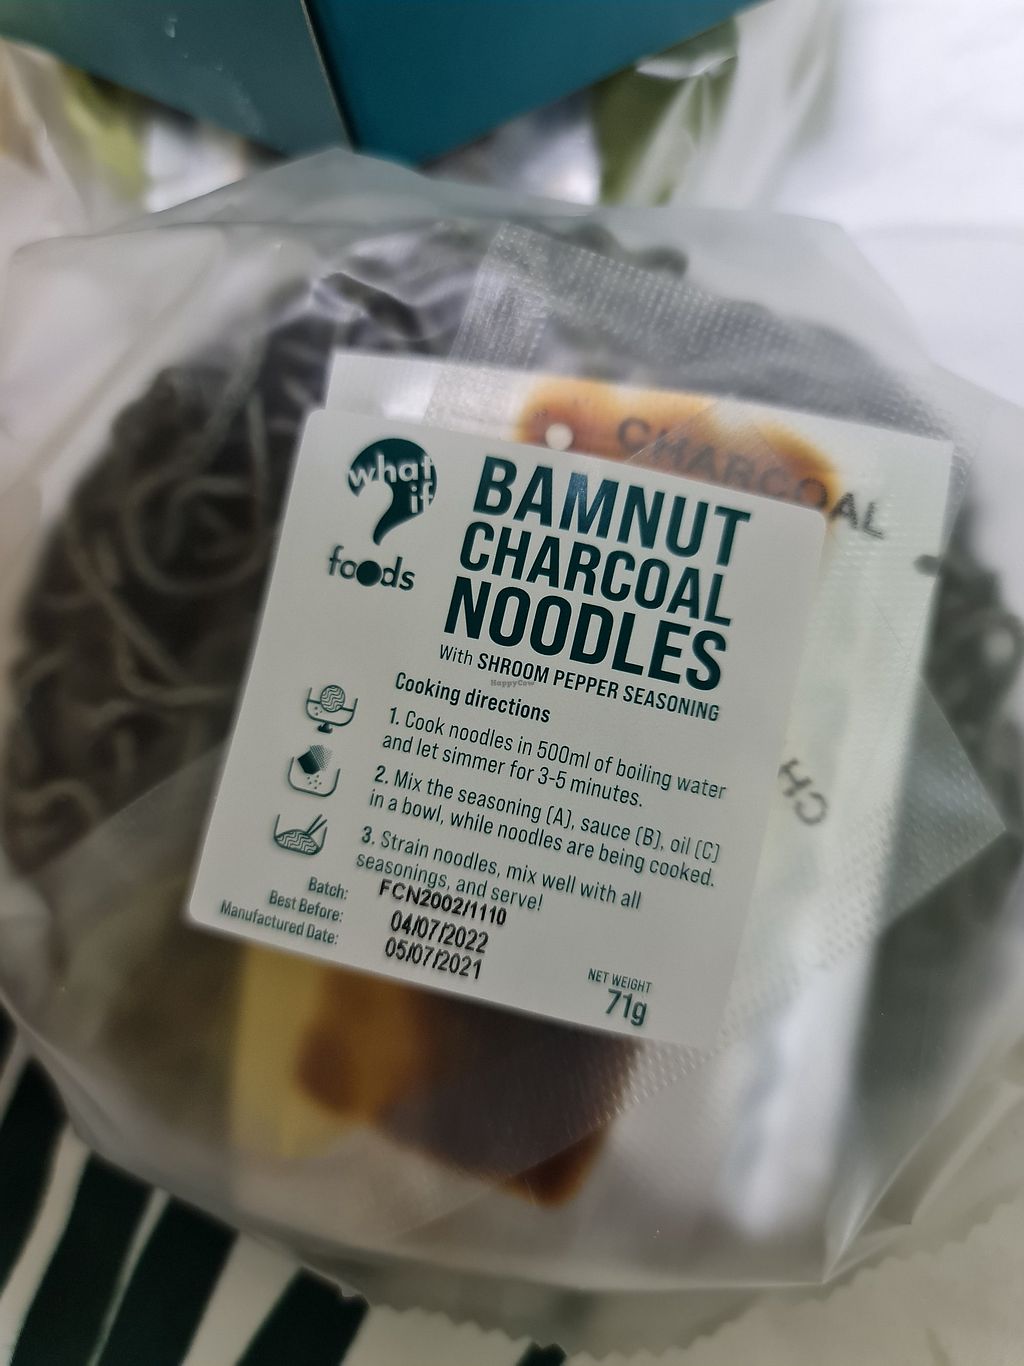 CHARCOAL
what
if
foods
BAMNUT
CHARCOAL
NOODLES
With SHROOM PEPPER SEASONING
HappyCow
Cooking directions
1. Cook noodles in 500ml of boiling water
and let simmer for 3-5 minutes.
2. Mix the seasoning (A), sauce (B), oil (C)
in a bowl, while noodles are being cooked.
3. Strain noodles, mix well with all
seasonings, and serve!
Batch: FCN2002/1110
Best Before: 04/07/2022
Manufactured Date: 05/07/2021
NET WEIGHT
71g
CH